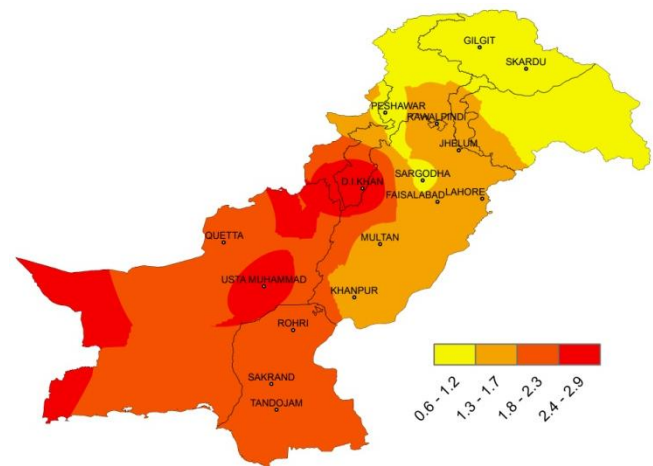 GILGIT
SKARDU
PESHAWAR
RAWALPINDI
JHELUM
SARGODHA
D.I.KHAN
FAISALABAD
LAHORE
QUETTA
MULTAN
USTA MUHAMMAD
KHANPUR
ROHRI
SAKRAND
TANDOJAM
0.6 - 1.2
1.3 - 1.7
1.8 - 2.3
2.4 - 2.9